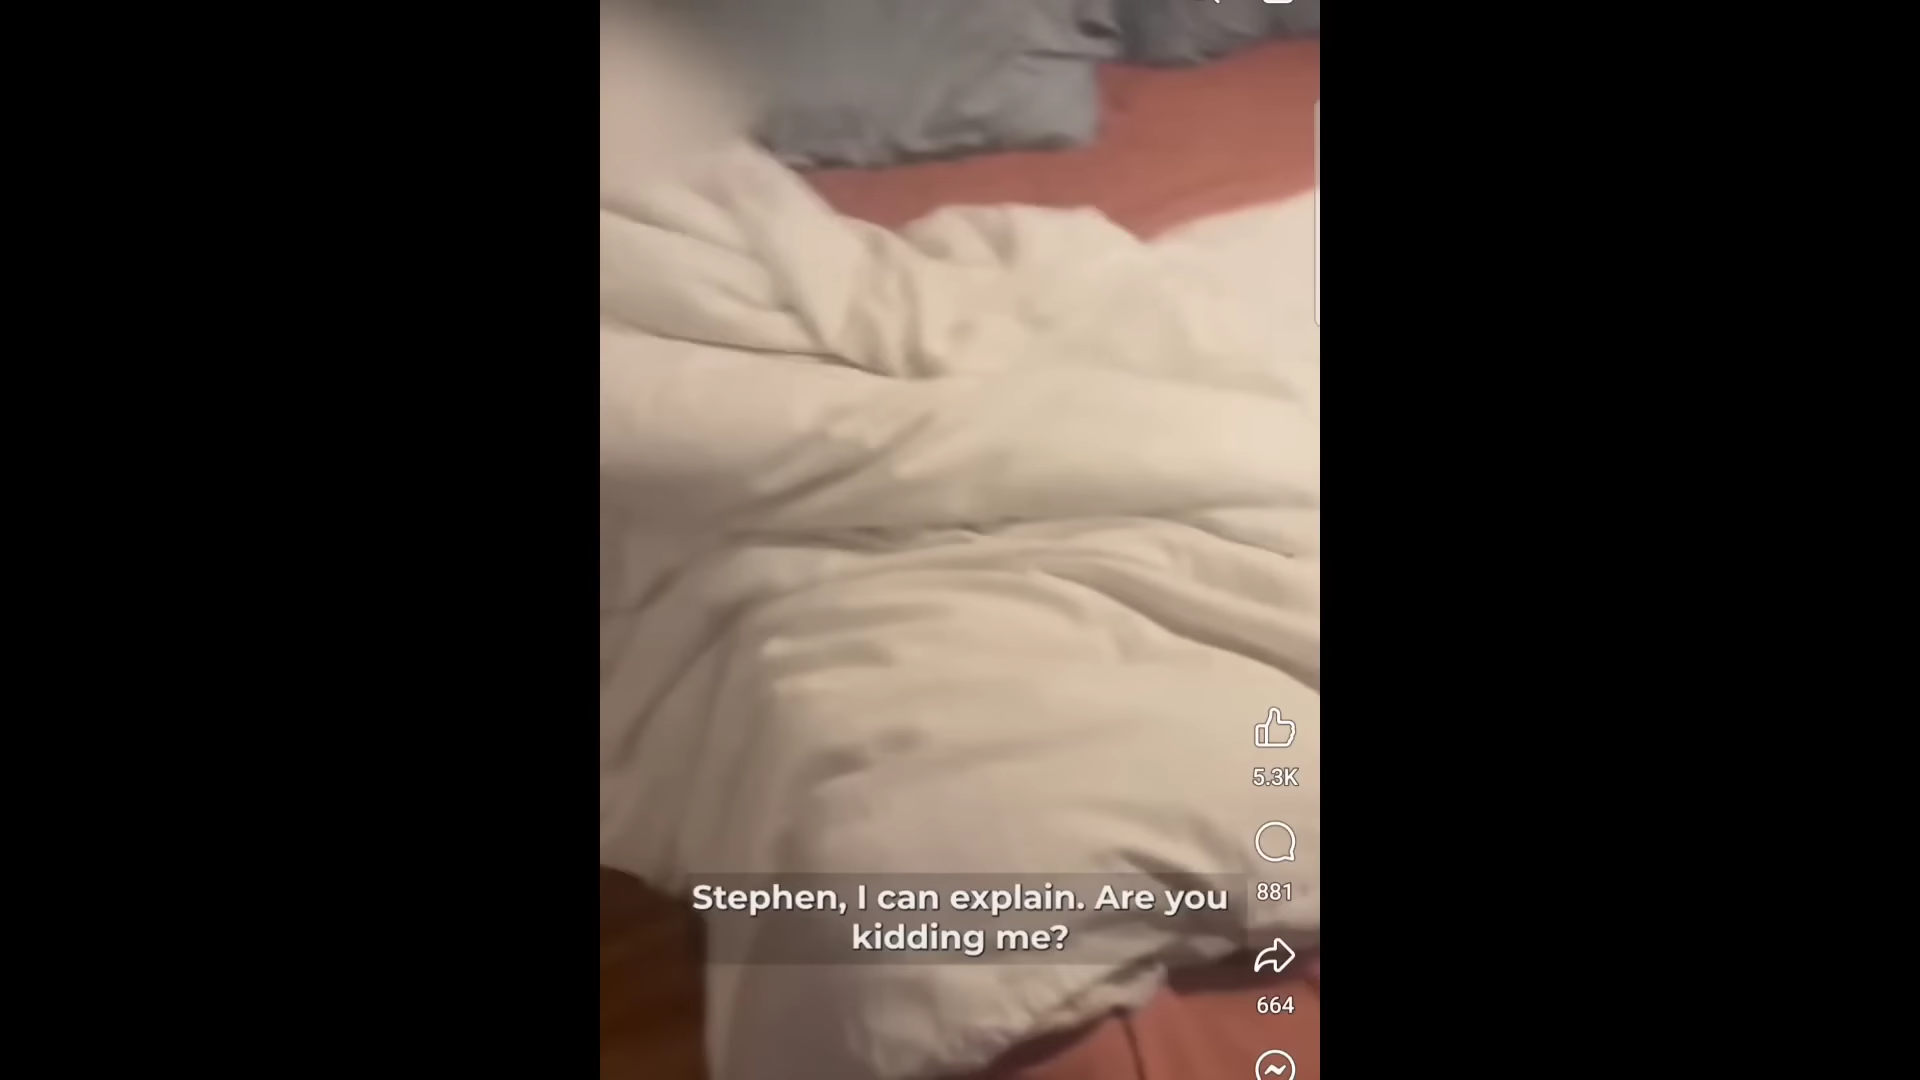 5.3K
881
Stephen, I can explain. Are you
kidding me?
664